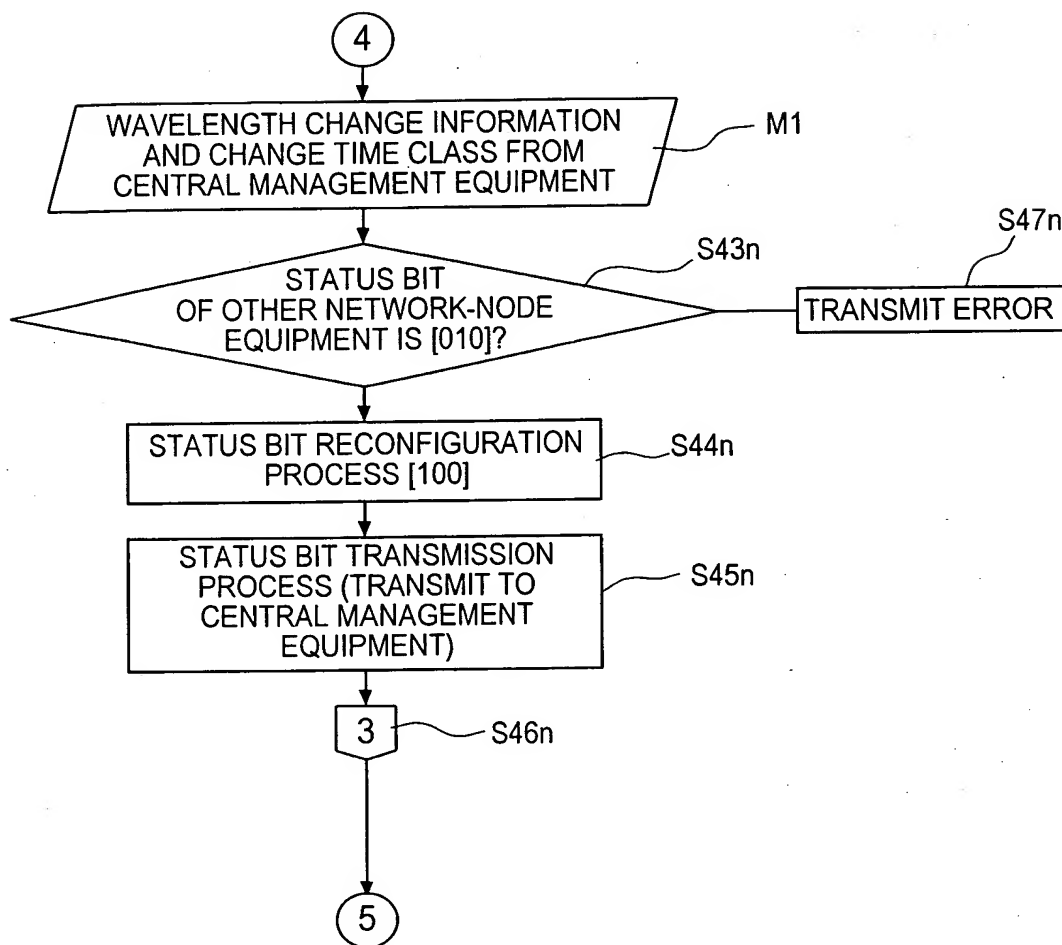 4
WAVELENGTH CHANGE INFORMATION
AND CHANGE TIME CLASS FROM
CENTRAL MANAGEMENT EQUIPMENT
M1
STATUS BIT
OF OTHER NETWORK-NODE
EQUIPMENT IS [010]?
S43n
S47n
TRANSMIT ERROR
STATUS BIT RECONFIGURATION
PROCESS [100]
S44n
STATUS BIT TRANSMISSION
PROCESS (TRANSMIT TO
CENTRAL MANAGEMENT
EQUIPMENT)
S45n
3
S46n
5